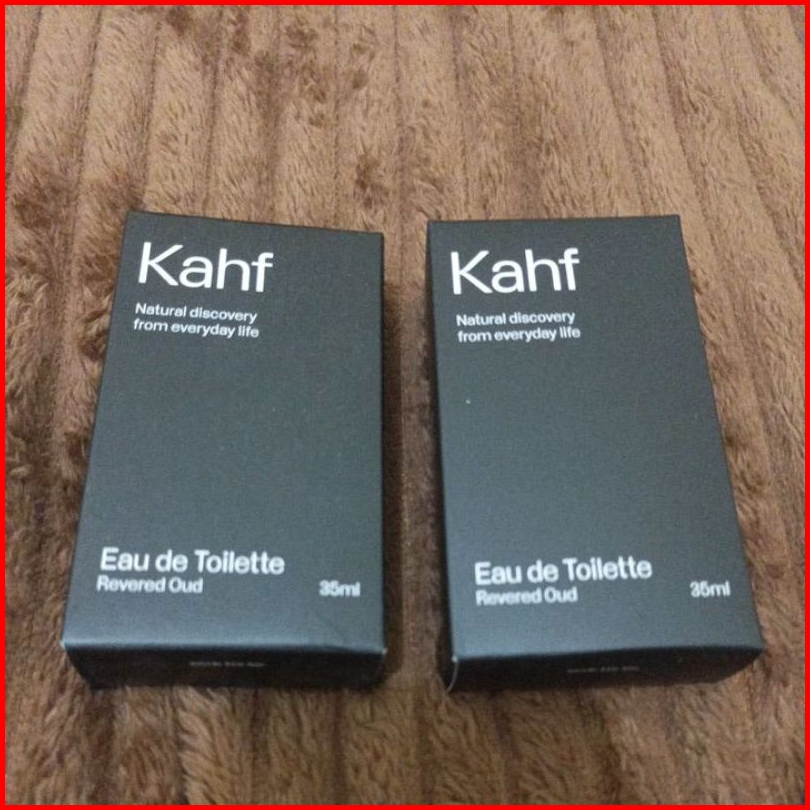 Kahf
Natural discovery
from everyday life
Eau de Toilette
Revered Oud
35ml
Kahf
Natural discovery
from everyday life
Eau de Toilette
Revered Oud
35ml